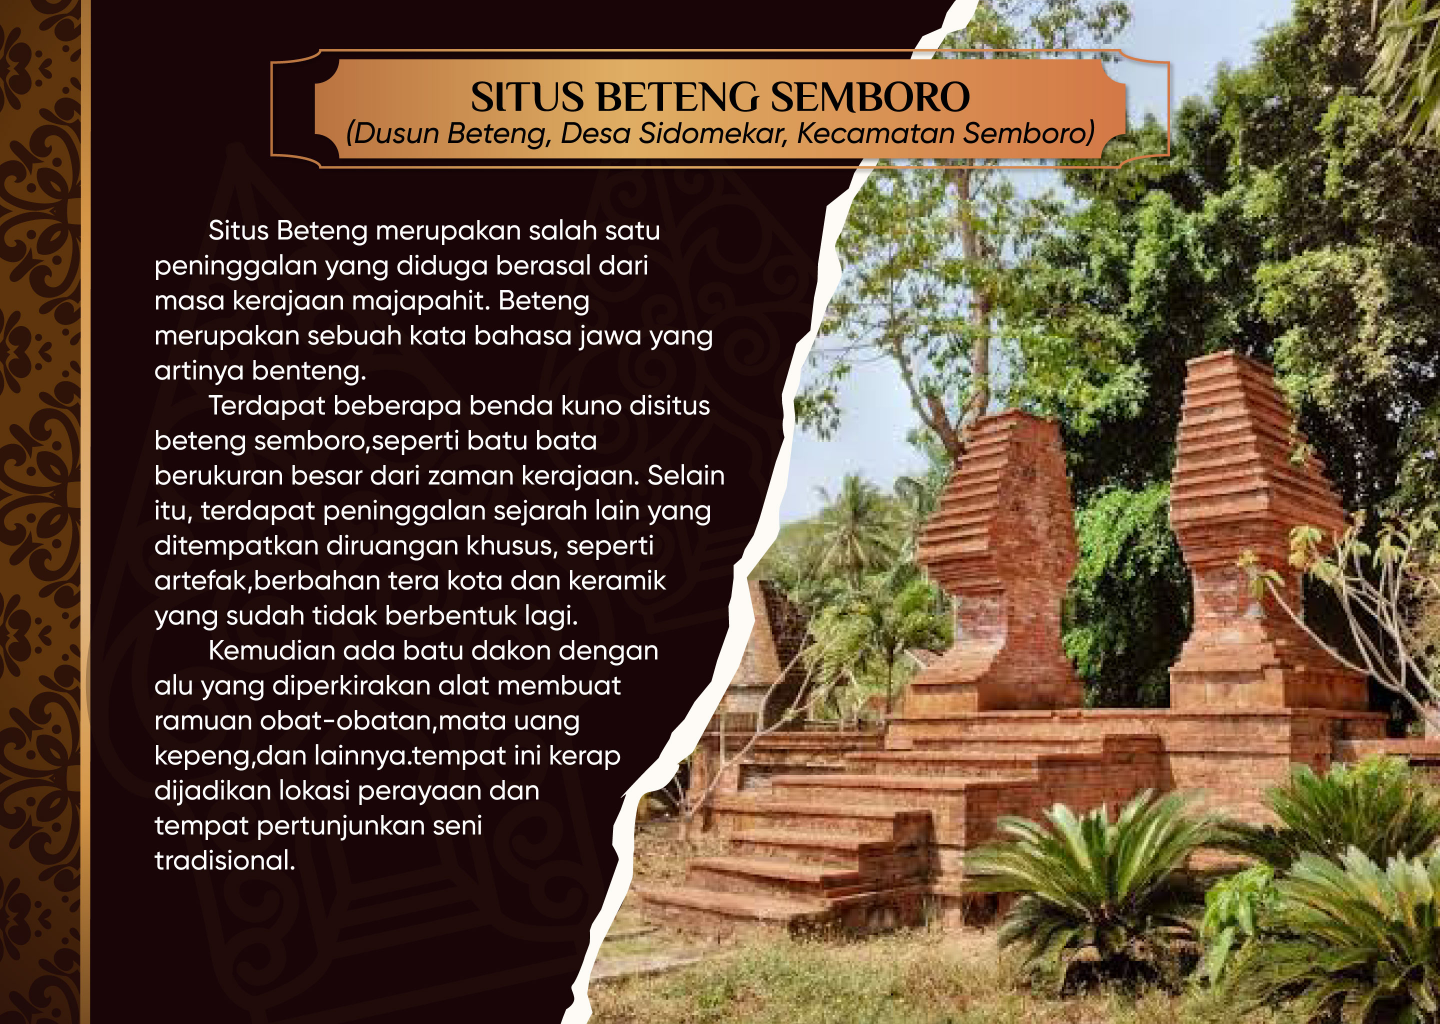 SITUS BETENG SEMBORO
(Dusun Beteng, Desa Sidomekar, Kecamatan Semboro)
Situs Beteng merupakan salah satu
peninggalan yang diduga berasal dari
masa kerajaan majapahit. Beteng
merupakan sebuah kata bahasa jawa yang
artinya benteng.
Terdapat beberapa benda kuno disitus
beteng semboro,seperti batu bata
berukuran besar dari zaman kerajaan. Selain
itu, terdapat peninggalan sejarah lain yang
ditempatkan diruangan khusus, seperti
artefak,berbahan tera kota dan keramik
yang sudah tidak berbentuk lagi.
Kemudian ada batu dakon dengan
alu yang diperkirakan alat membuat
ramuan obat-obatan,mata uang
kepeng,dan lainnya.tempat ini kerap
dijadikan lokasi perayaan dan
tempat pertunjunkan seni
tradisional.